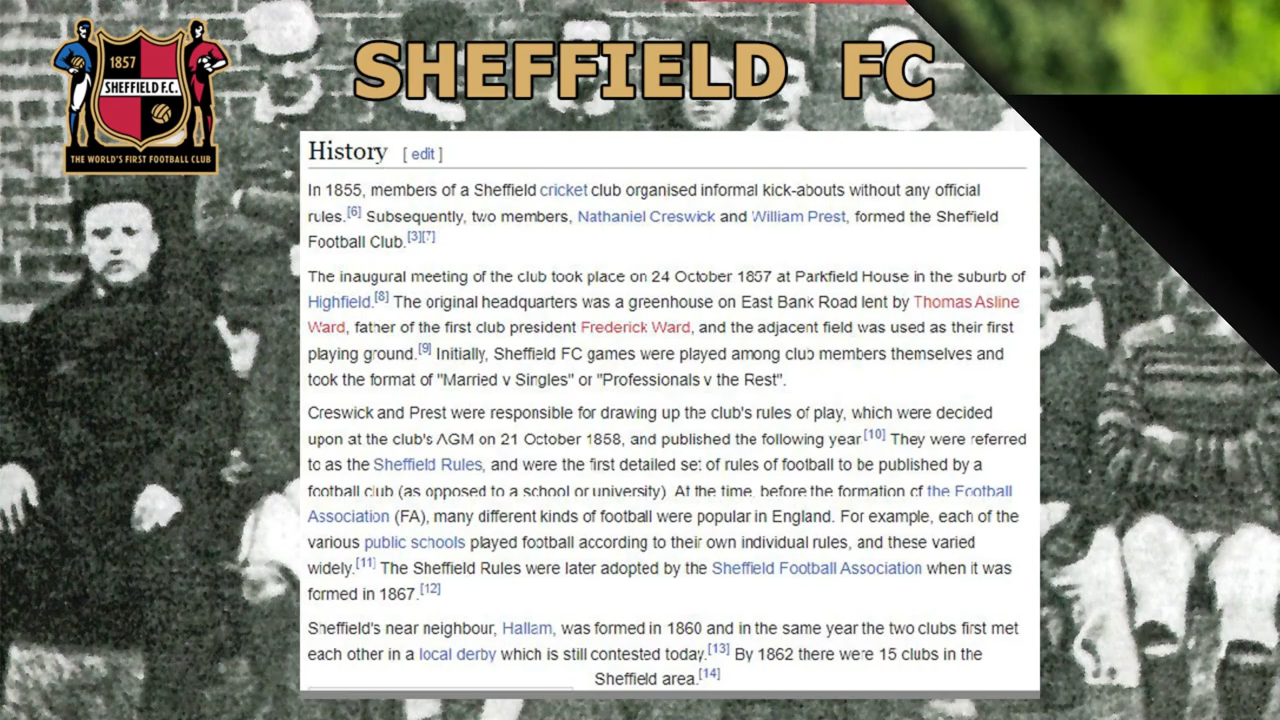 1857
SHEFFIELD F.C.
THE WORLD'S FIRST FOOTBALL CLUB
SHEFFIELD FC
History [ edit ]
In 1855, members of a Sheffield cricket club organised informal kick-abouts without any official
rules.[6] Subsequently, two members, Nathaniel Creswick and William Prest, formed the Sheffield
Football Club.[3][7]
The inaugural meeting of the club took place on 24 October 1857 at Parkfield House in the suburb of
Highfield.[8] The original headquarters was a greenhouse on East Bank Road lent by Thomas Asline
Ward, father of the first club president Frederick Ward, and the adjacent field was used as their first
playing ground.[9] Initially, Sheffield FC games were played among club members themselves and
took the format of "Married v Singles" or "Professionals v the Rest".
Creswick and Prest were responsible for drawing up the club's rules of play, which were decided
upon at the club's AGM on 21 October 1858, and published the following year[10] They were referred
to as the Sheffield Rules, and were the first detailed set of rules of football to be published by a
football club (as opposed to a school or university). At the time, before the formation of the Football
Association (FA), many different kinds of football were popular in England. For example, each of the
various public schools played football according to their own individual rules, and these varied
widely.[11] The Sheffield Rules were later adopted by the Sheffield Football Association when it was
formed in 1867.[12]
Sheffield's near neighbour, Hallam, was formed in 1860 and in the same year the two clubs first met
each other in a local derby which is still contested today.[13] By 1862 there were 15 clubs in the
Sheffield area.[14]